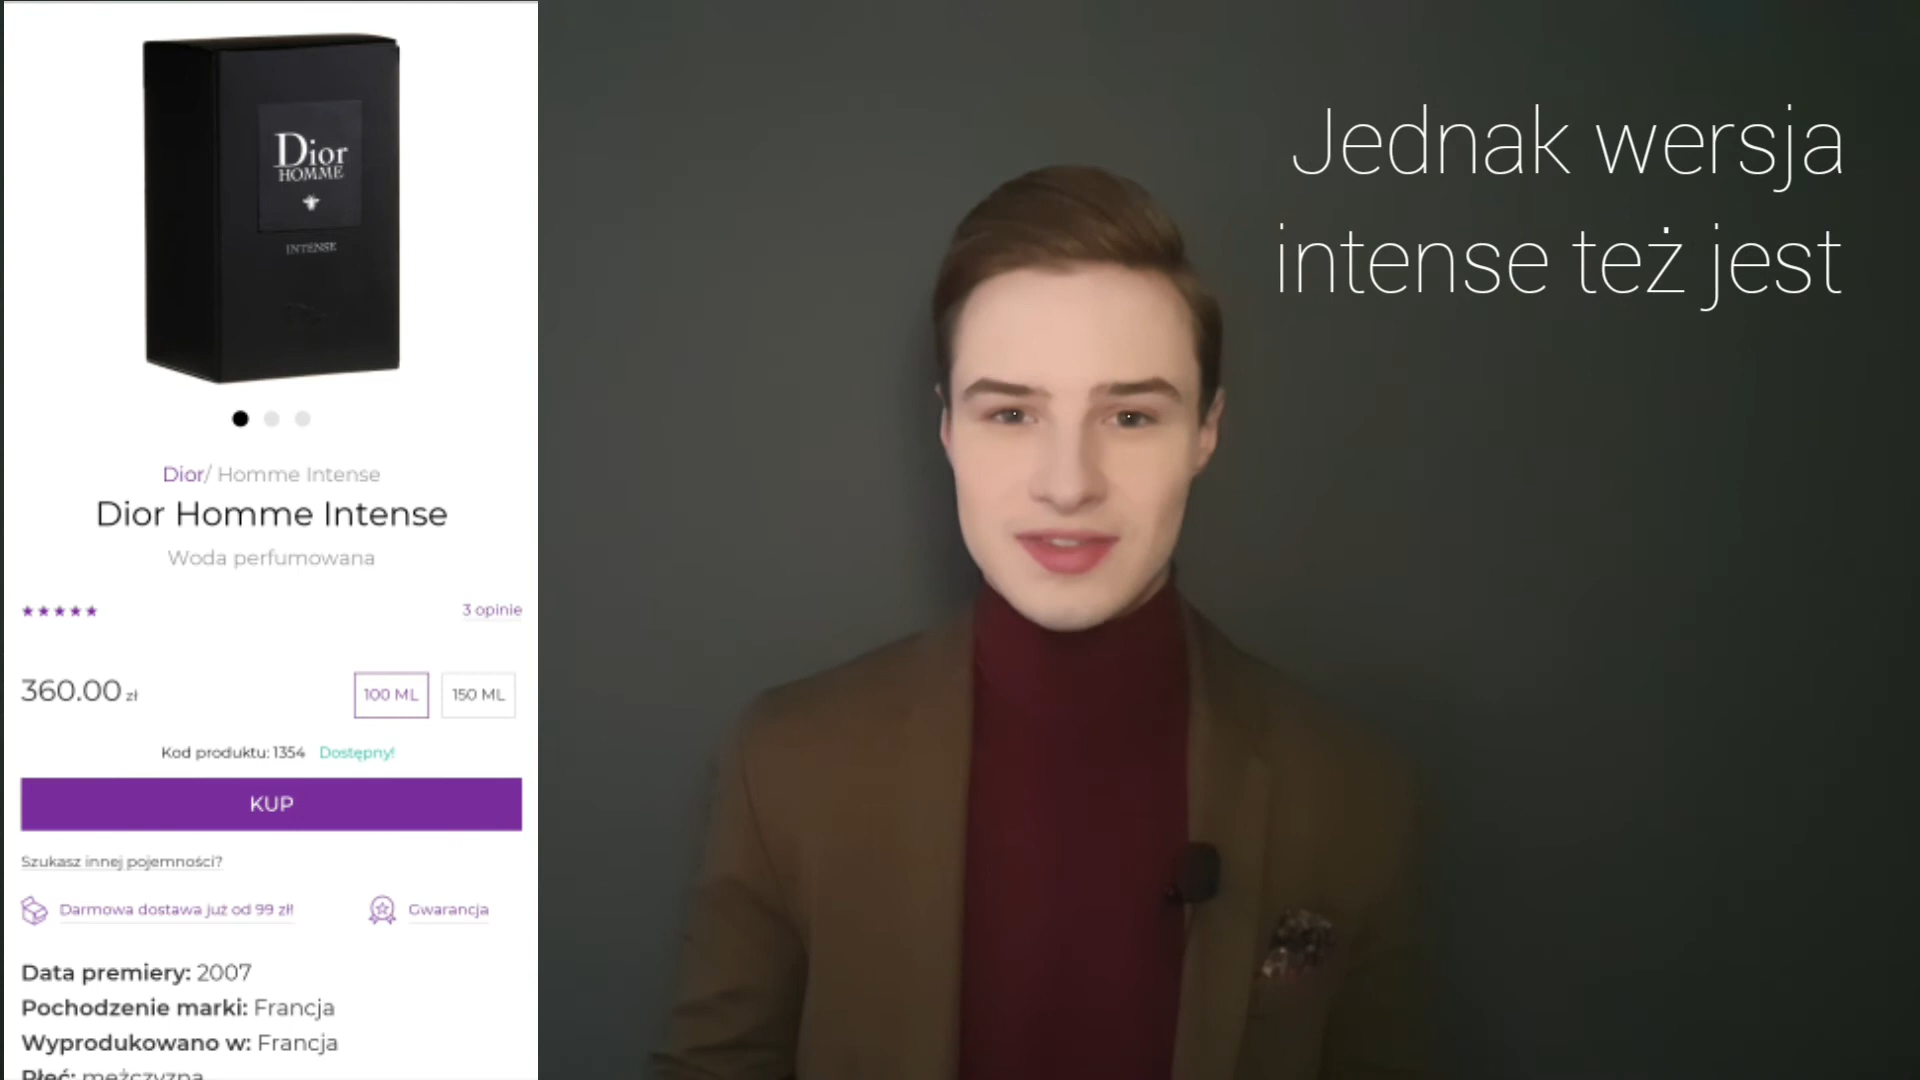 Dior
HOMME
INTENSE
Dior/ Homme Intense
Dior Homme Intense
Woda perfumowana
★★★★★ 3 opinie
360.00 zł 100 ML 150 ML
Kod produktu: 1354 Dostępny!
KUP
Szukasz innej pojemności?
Darmowa dostawa już od 99 zł! Gwarancja
Data premiery: 2007
Pochodzenie marki: Francja
Wyprodukowano w: Francja
Płeć: mężczyzna
Jednak wersja
intense też jest